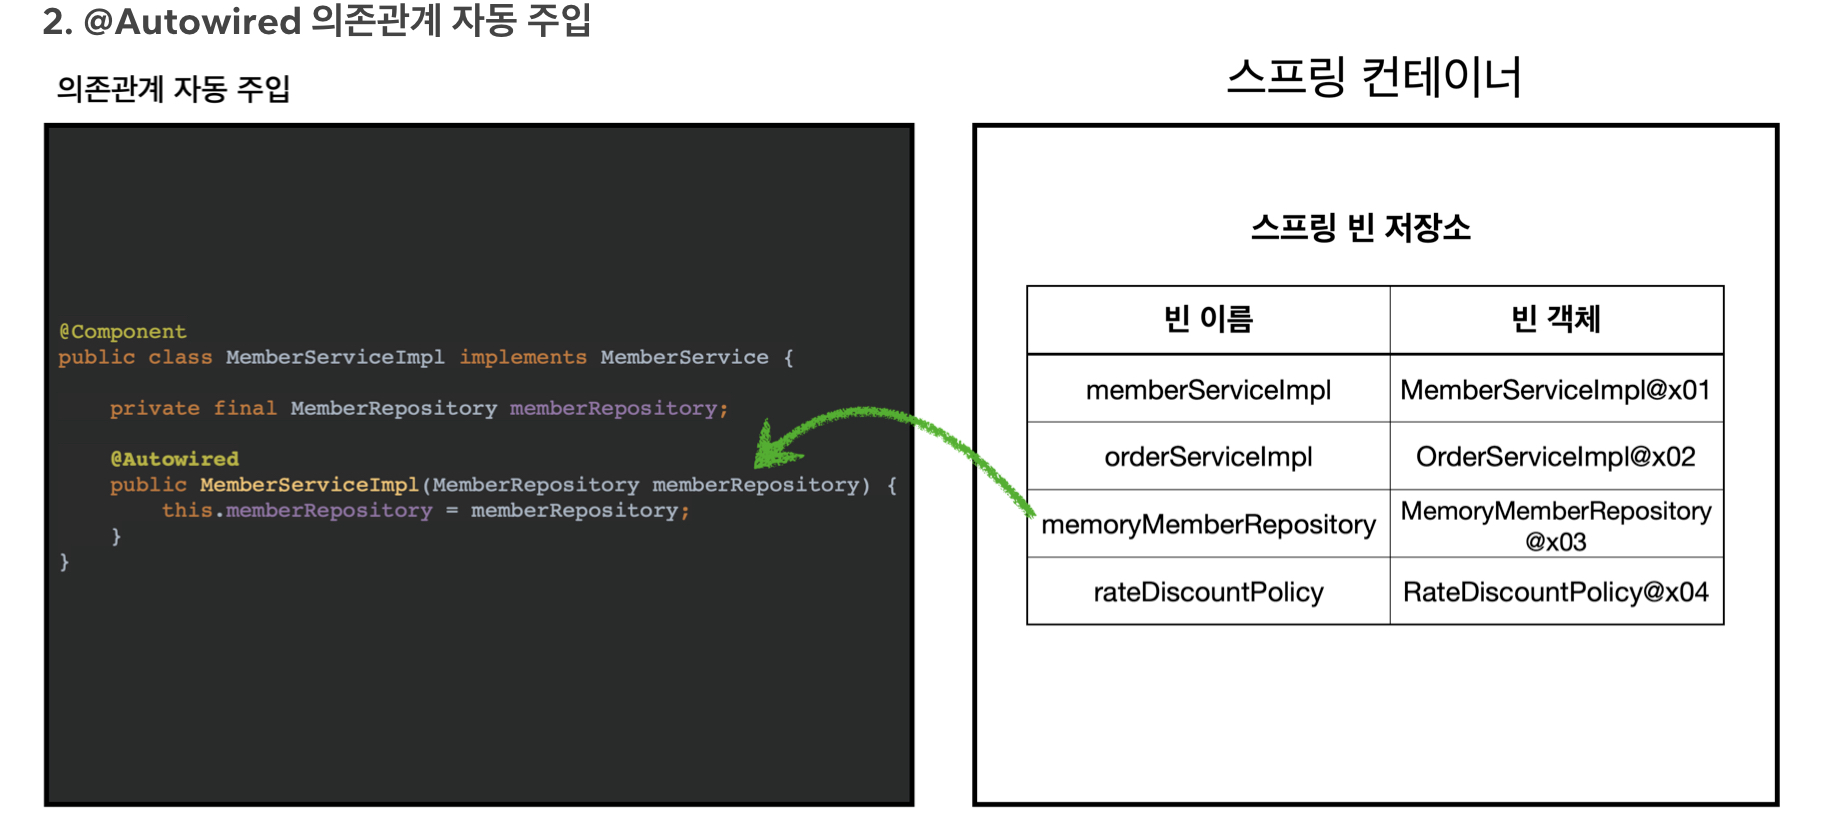 2. @Autowired 의존관계 자동 주입
의존관계 자동 주입
@Component
public class MemberServiceImpl implements MemberService {
private final MemberRepository memberRepository;
@Autowired
public MemberServiceImpl(MemberRepository memberRepository) {
this.memberRepository = memberRepository;
}
}
스프링 컨테이너
스프링 빈 저장소
빈 이름 빈 객체
memberServiceImpl MemberServiceImpl@x01
orderServiceImpl OrderServiceImpl@x02
memoryMemberRepository MemoryMemberRepository
@x03
rateDiscountPolicy RateDiscountPolicy@x04